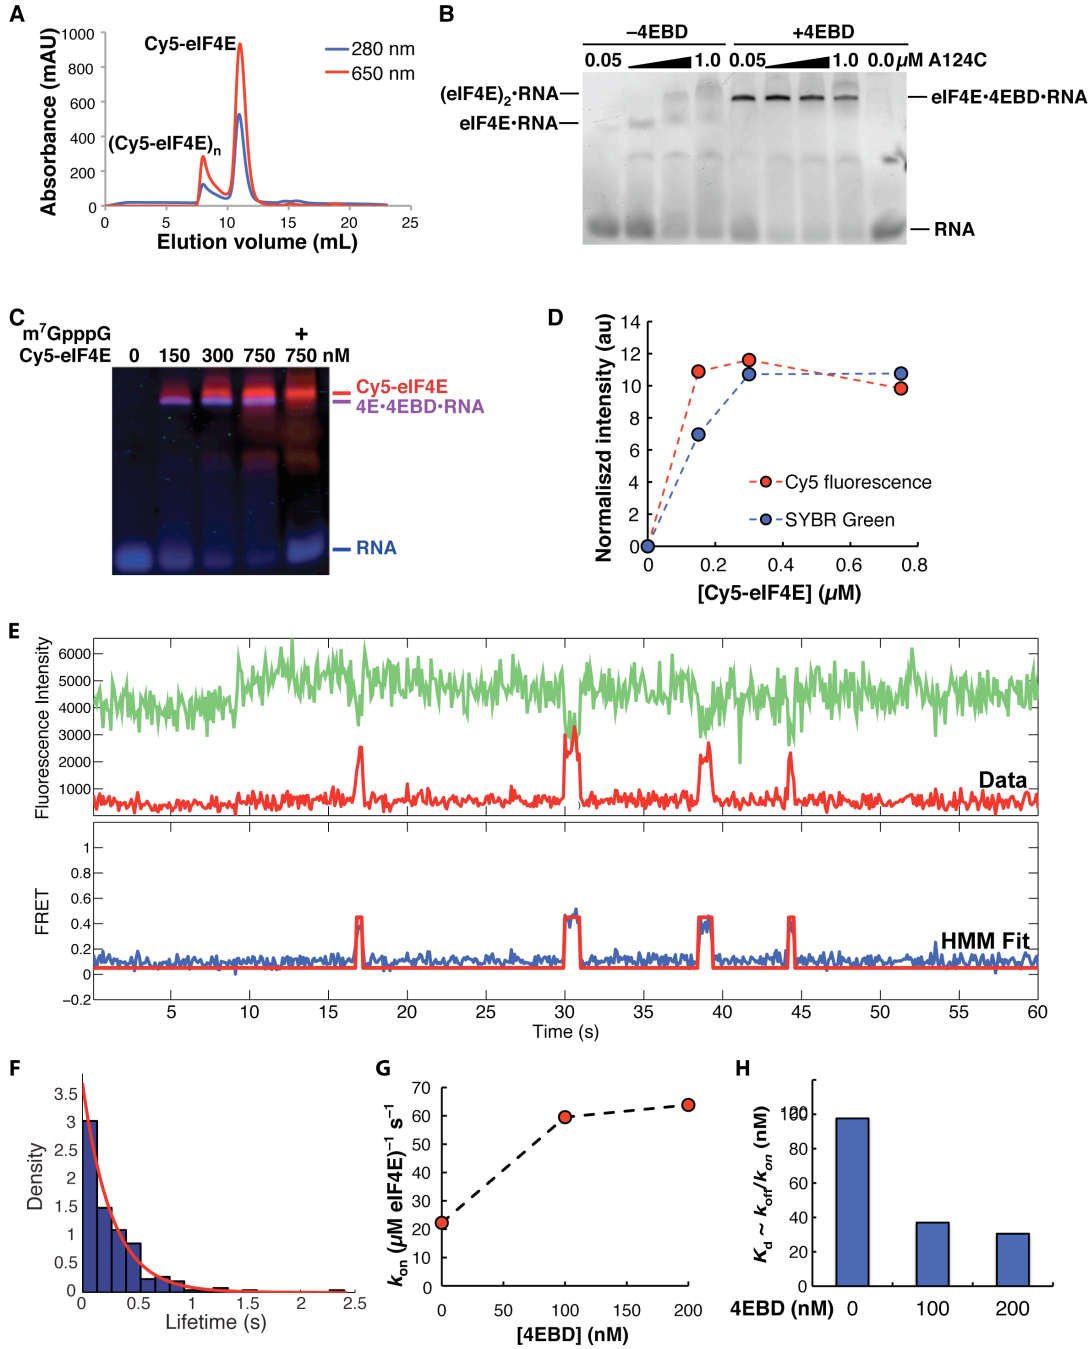 A
Absorbance (mAU)
1000
800
600
400
200
0
0 5 10 15 20 25
Elution volume (mL)
Cy5-eIF4E
(Cy5-eIF4E)n
280 nm
650 nm
B
–4EBD +4EBD
0.05 1.0 0.05 1.0 0.0 µM A124C
(eIF4E)2•RNA
eIF4E•RNA
eIF4E•4EBD•RNA
RNA
C
m7GpppG +
Cy5-eIF4E 0 150 300 750 750 nM
Cy5-eIF4E
4E•4EBD•RNA
RNA
D
Normaliszd intensity (au)
14
12
10
8
6
4
2
0
0 0.2 0.4 0.6 0.8
[Cy5-eIF4E] (µM)
Cy5 fluorescence
SYBR Green
E
Fluorescence Intensity
6000
5000
4000
3000
2000
1000
Data
FRET
1
0.8
0.6
0.4
0.2
0
−0.2
HMM Fit
5 10 15 20 25 30 35 40 45 50 55 60
Time (s)
F
Density
3.5
3
2.5
2
1.5
1
0.5
0
0 0.5 1 1.5 2 2.5
Lifetime (s)
G
kon (µM eIF4E)−1 s−1
70
60
50
40
30
20
10
0
0 50 100 150 200
[4EBD] (nM)
H
Kd ~ koff/kon (nM)
80
60
40
20
0
4EBD (nM) 0 100 200